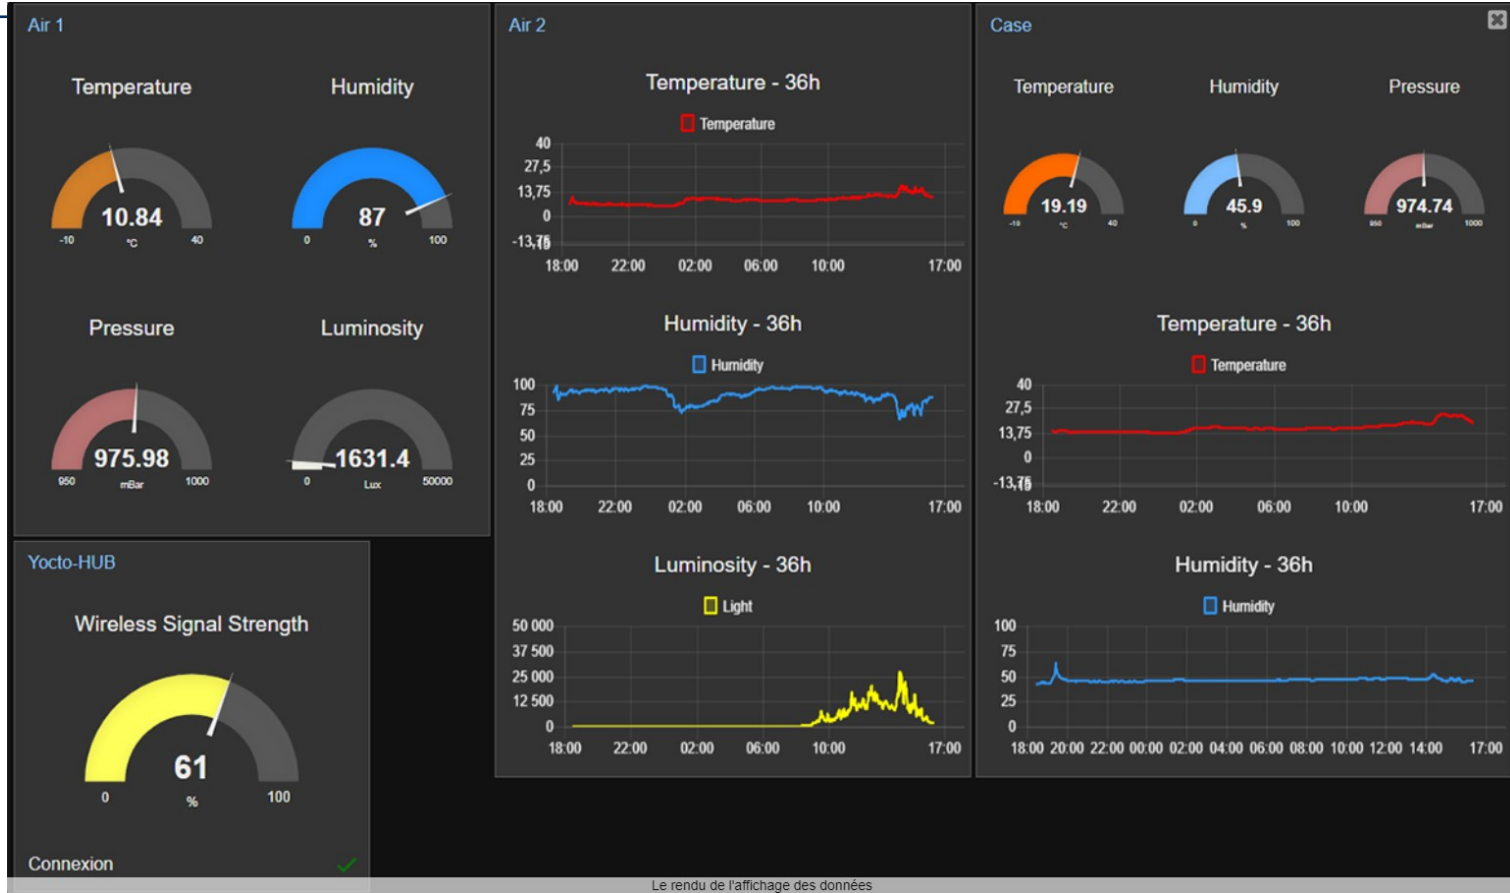 Air 1
Temperature
Humidity
10.84
-10 °C 40
87
0 % 100
Pressure
Luminosity
975.98
950 mBar 1000
1631.4
0 Lux 50000
Yocto-HUB
Wireless Signal Strength
61
0 % 100
Connexion
Air 2
Temperature - 36h
Temperature
40
27,5
13,75
0
18:00 22:00 02:00 06:00 10:00 17:00
Humidity - 36h
Humidity
100
75
50
25
0
18:00 22:00 02:00 06:00 10:00 17:00
Luminosity - 36h
Light
50 000
37 500
25 000
12 500
0
18:00 22:00 02:00 06:00 10:00 17:00
Case
Temperature
Humidity
Pressure
19.19
-10 °C 40
45.9
0 % 100
974.74
950 mBar 1000
Temperature - 36h
Temperature
40
27,5
13,75
0
18:00 22:00 02:00 06:00 10:00 17:00
Humidity - 36h
Humidity
100
75
50
25
0
18:00 20:00 22:00 00:00 02:00 04:00 06:00 08:00 10:00 12:00 14:00 17:00
Le rendu de l'affichage des données